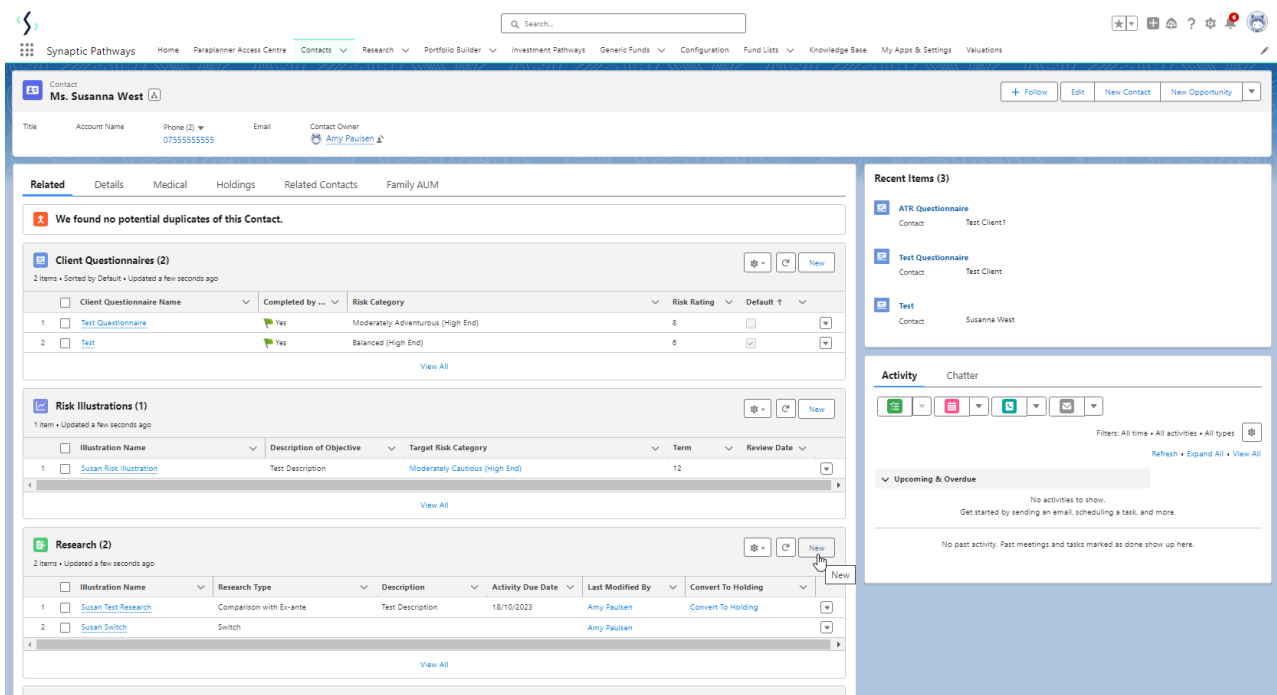 Search...
6
Synaptic Pathways Home Paraplanner Access Centre Contacts Research Portfolio Builder Investment Pathways Generic Funds Configuration Fund Lists Knowledge Base My Apps & Settings Valuations
Contact
Ms. Susanna West
+ Follow Edit New Contact New Opportunity
Title Account Name Phone (2) Email Contact Owner
07555555555 Amy Paulsen
Related Details Medical Holdings Related Contacts Family AUM
We found no potential duplicates of this Contact.
Client Questionnaires (2)
New
2 items • Sorted by Default • Updated a few seconds ago
Client Questionnaire Name Completed by ... Risk Category Risk Rating Default ↑
1 Test Questionnaire Yes Moderately Adventurous (High End) 8
2 Test Yes Balanced (High End) 6
View All
Risk Illustrations (1)
New
1 item • Updated a few seconds ago
Illustration Name Description of Objective Target Risk Category Term Review Date
1 Susan Risk Illustration Test Description Moderately Cautious (High End) 12
View All
Research (2)
New
2 items • Updated a few seconds ago
New
Illustration Name Research Type Description Activity Due Date Last Modified By Convert To Holding
1 Susan Test Research Comparison with Ex-ante Test Description 18/10/2023 Amy Paulsen Convert To Holding
2 Susan Switch Switch Amy Paulsen
View All
Recent Items (3)
ATR Questionnaire
Contact Test Client1
Test Questionnaire
Contact Test Client
Test
Contact Susanna West
Activity Chatter
Filters: All time • All activities • All types
Refresh • Expand All • View All
Upcoming & Overdue
No activities to show.
Get started by sending an email, scheduling a task, and more.
No past activity. Past meetings and tasks marked as done show up here.